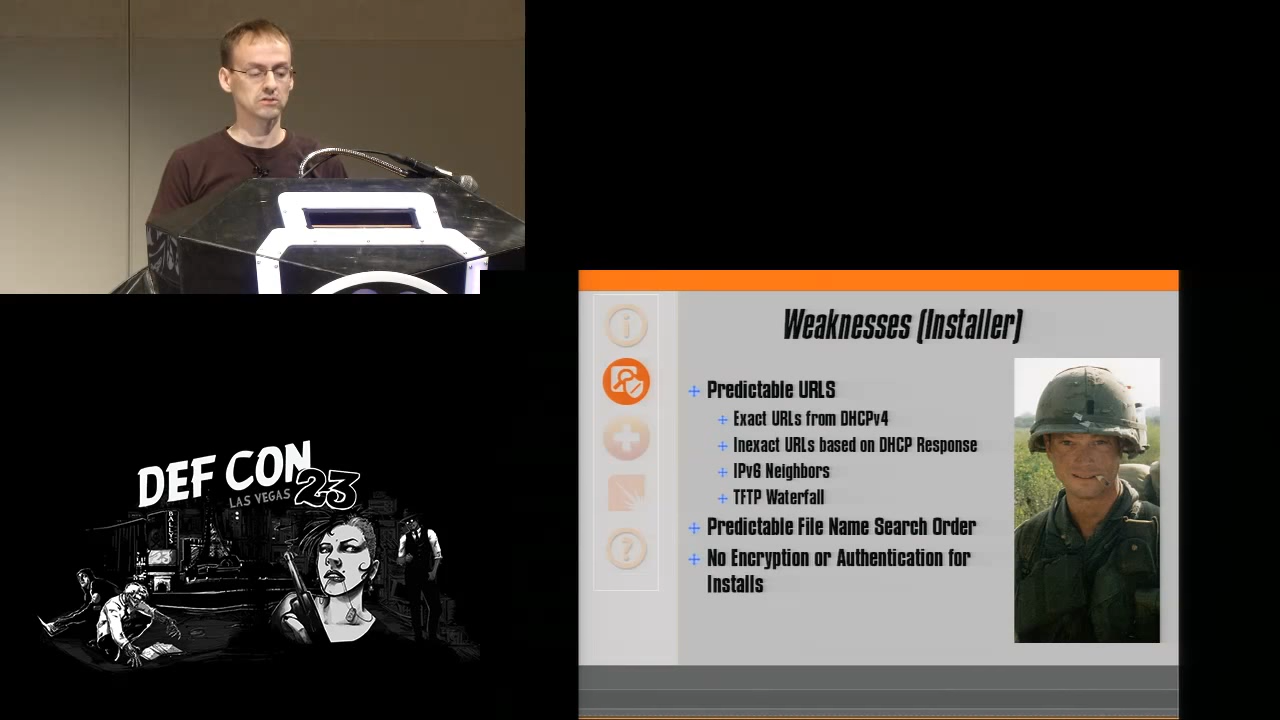 Weaknesses (Installer)
Predictable URLS
Exact URLs from DHCPv4
Inexact URLs based on DHCP Response
IPv6 Neighbors
TFTP Waterfall
Predictable File Name Search Order
No Encryption or Authentication for
Installs
DEF CON
LAS VEGAS 23
BALLYS